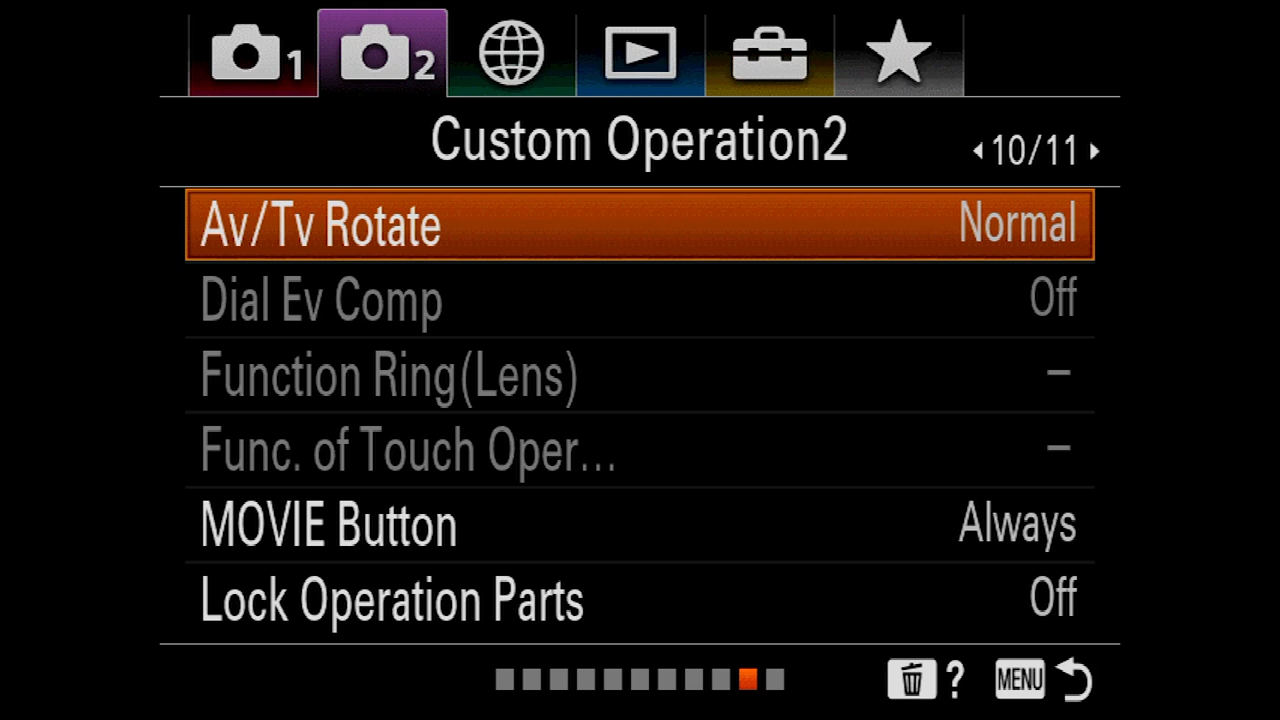 1 2
Custom Operation2 10/11
Av/Tv Rotate Normal
Dial Ev Comp Off
Function Ring(Lens) –
Func. of Touch Oper... –
MOVIE Button Always
Lock Operation Parts Off
? MENU